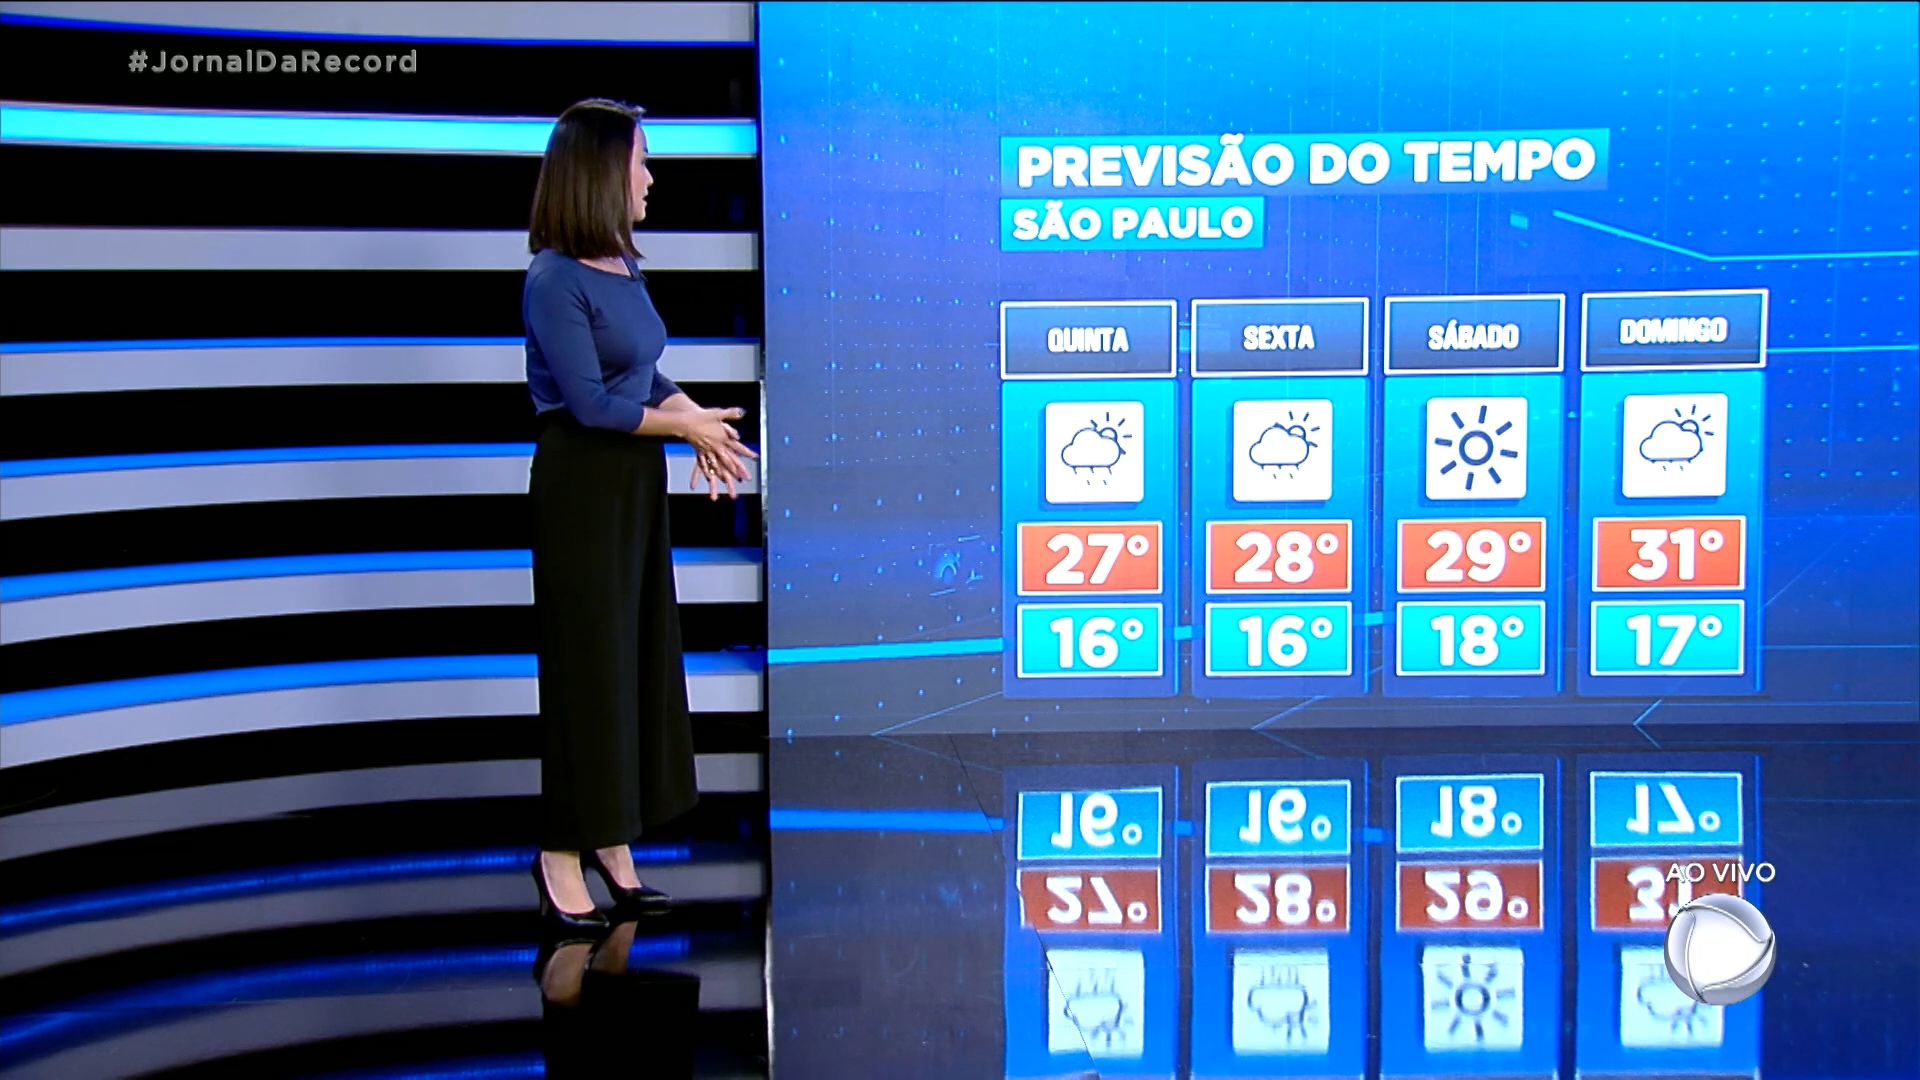 #JornalDaRecord
PREVISÃO DO TEMPO
SÃO PAULO
QUINTA SEXTA SÁBADO DOMINGO
27° 28° 29° 31°
16° 16° 18° 17°
AO VIVO